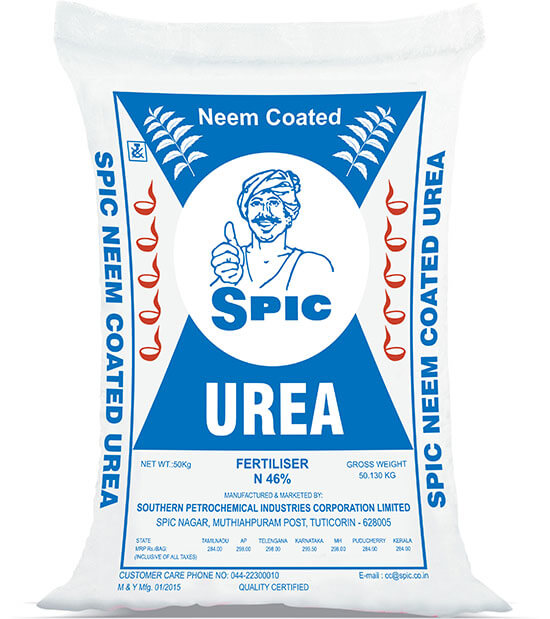 Neem Coated
SPIC NEEM COATED UREA
SPIC NEEM COATED UREA
SPIC
UREA
NET WT.:50Kg
FERTILISER
N 46%
GROSS WEIGHT
50.130 KG
MANUFACTURED & MARKETED BY:
SOUTHERN PETROCHEMICAL INDUSTRIES CORPORATION LIMITED
SPIC NAGAR, MUTHIAHPURAM POST, TUTICORIN - 628005
STATE TAMILNADU AP TELENGANA KARNATAKA MH PUDUCHERRY KERALA
MRP Rs./BAG: 284.00 298.00 298.00 295.50 298.00 284.00 284.00
(INCLUSIVE OF ALL TAXES)
CUSTOMER CARE PHONE NO: 044-22300010
E-mail : cc@spic.co.in
M & Y Mfg. 01/2015
QUALITY CERTIFIED